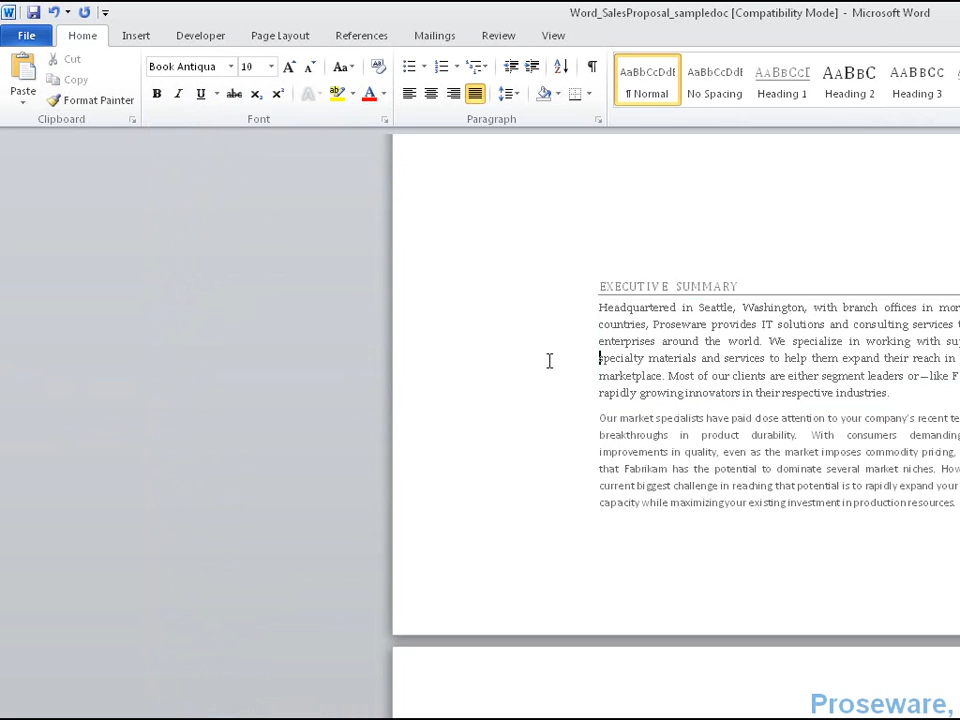 Word_SalesProposal_sampledoc [Compatibility Mode] - Microsoft Word
File Home Insert Developer Page Layout References Mailings Review View
Paste
Cut
Copy
Format Painter
Clipboard
Book Antiqua 10
Font
Paragraph
AaBbCcDdI AaBbCcDdI AaBbCcI AaBbC AaBbCc
¶ Normal No Spacing Heading 1 Heading 2 Heading 3
EXECUTIVE SUMMARY
Headquartered in Seattle, Washington, with branch offices in mor
countries, Proseware provides IT solutions and consulting services t
enterprises around the world. We specialize in working with sup
specialty materials and services to help them expand their reach in
marketplace. Most of our clients are either segment leaders or—like F
rapidly growing innovators in their respective industries.
Our market specialists have paid close attention to your company's recent te
breakthroughs in product durability. With consumers demanding
improvements in quality, even as the market imposes commodity pricing,
that Fabrikam has the potential to dominate several market niches. How
current biggest challenge in reaching that potential is to rapidly expand your
capacity while maximizing your existing investment in production resources.
Proseware,